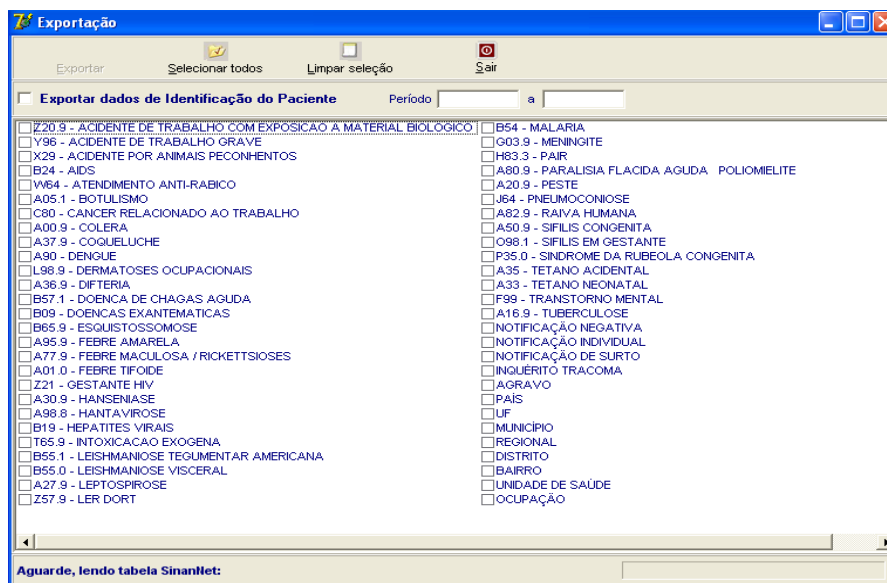 Exportação
Exportar
Selecionar todos
Limpar seleção
Sair
Exportar dados de Identificação do Paciente Período a
Z20.9 - ACIDENTE DE TRABALHO COM EXPOSICAO A MATERIAL BIOLOGICO
Y96 - ACIDENTE DE TRABALHO GRAVE
X29 - ACIDENTE POR ANIMAIS PECONHENTOS
B24 - AIDS
W64 - ATENDIMENTO ANTI-RABICO
A05.1 - BOTULISMO
C80 - CANCER RELACIONADO AO TRABALHO
A00.9 - COLERA
A37.9 - COQUELUCHE
A90 - DENGUE
L98.9 - DERMATOSES OCUPACIONAIS
A36.9 - DIFTERIA
B57.1 - DOENCA DE CHAGAS AGUDA
B09 - DOENCAS EXANTEMATICAS
B65.9 - ESQUISTOSSOMOSE
A95.9 - FEBRE AMARELA
A77.9 - FEBRE MACULOSA / RICKETTSIOSES
A01.0 - FEBRE TIFOIDE
Z21 - GESTANTE HIV
A30.9 - HANSENIASE
A98.8 - HANTAVIROSE
B19 - HEPATITES VIRAIS
T65.9 - INTOXICACAO EXOGENA
B55.1 - LEISHMANIOSE TEGUMENTAR AMERICANA
B55.0 - LEISHMANIOSE VISCERAL
A27.9 - LEPTOSPIROSE
Z57.9 - LER DORT
B54 - MALARIA
G03.9 - MENINGITE
H83.3 - PAIR
A80.9 - PARALISIA FLACIDA AGUDA POLIOMIELITE
A20.9 - PESTE
J64 - PNEUMOCONIOSE
A82.9 - RAIVA HUMANA
A50.9 - SIFILIS CONGENITA
O98.1 - SIFILIS EM GESTANTE
P35.0 - SINDROME DA RUBEOLA CONGENITA
A35 - TETANO ACIDENTAL
A33 - TETANO NEONATAL
F99 - TRANSTORNO MENTAL
A16.9 - TUBERCULOSE
NOTIFICAÇÃO NEGATIVA
NOTIFICAÇÃO INDIVIDUAL
NOTIFICAÇÃO DE SURTO
INQUÉRITO TRACOMA
AGRAVO
PAÍS
UF
MUNICÍPIO
REGIONAL
DISTRITO
BAIRRO
UNIDADE DE SAÚDE
OCUPAÇÃO
Aguarde, lendo tabela SinanNet: